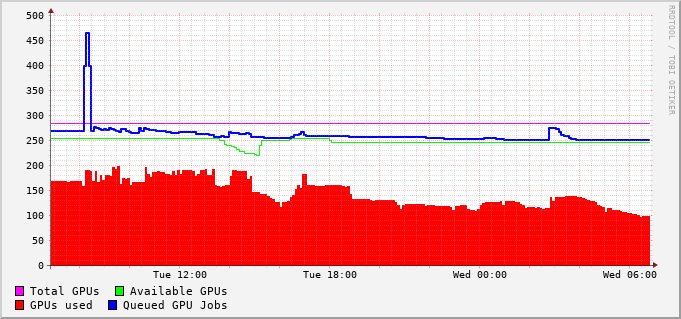 500
450
400
350
300
250
200
150
100
50
0
Tue 12:00 Tue 18:00 Wed 00:00 Wed 06:00
Total GPUs Available GPUs
GPUs used Queued GPU Jobs
RRDTOOL / TOBI OETIKER